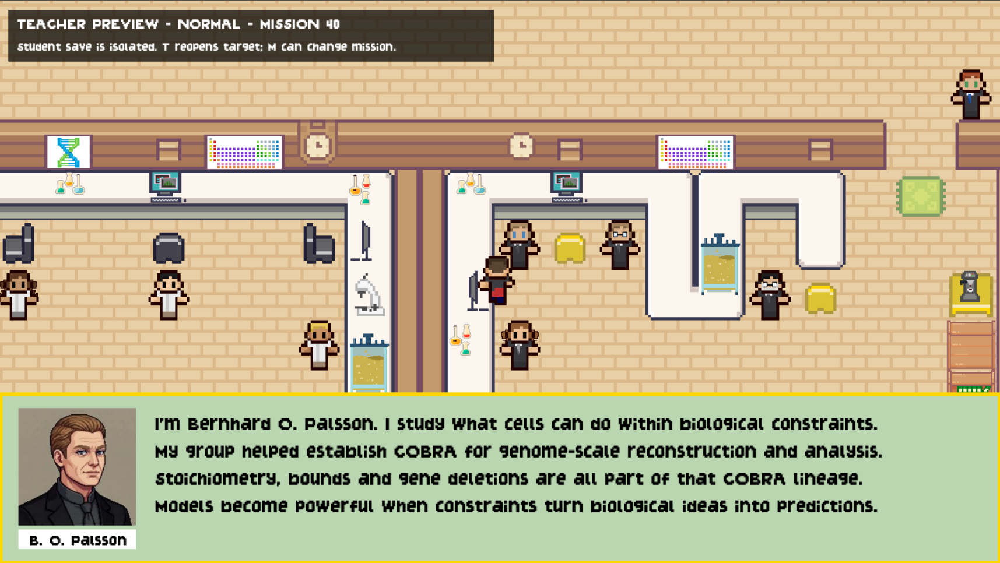 TEACHER PREVIEW - NORMAL - MISSION 40
Student save is isolated. T reopens target; M can change mission.
I'm Bernhard O. Palsson. I study what cells can do within biological constraints.
My group helped establish COBRA for genome-scale reconstruction and analysis.
Stoichiometry, bounds and gene deletions are all part of that COBRA lineage.
Models become powerful when constraints turn biological ideas into predictions.
B. O. Palsson